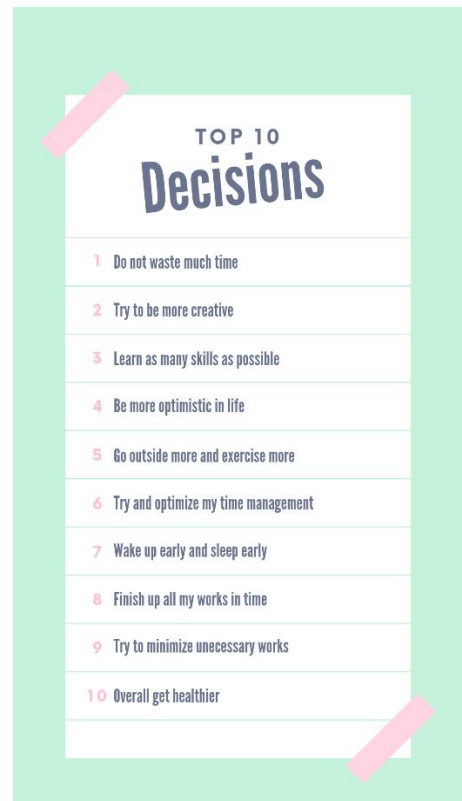 TOP 10
Decisions
1 Do not waste much time
2 Try to be more creative
3 Learn as many skills as possible
4 Be more optimistic in life
5 Go outside more and exercise more
6 Try and optimize my time management
7 Wake up early and sleep early
8 Finish up all my works in time
9 Try to minimize unecessary works
10 Overall get healthier